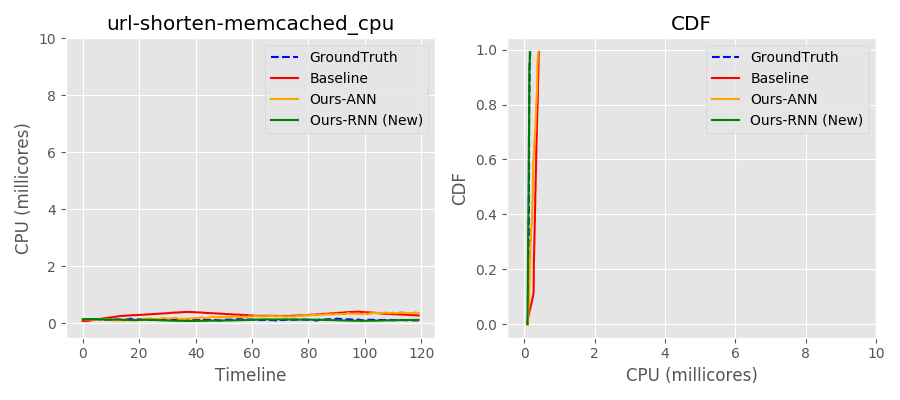 url-shorten-memcached_cpu
CPU (millicores)
10
8
6
4
2
0
GroundTruth
Baseline
Ours-ANN
Ours-RNN (New)
0 20 40 60 80 100 120
Timeline
CDF
CDF
1.0
0.8
0.6
0.4
0.2
0.0
GroundTruth
Baseline
Ours-ANN
Ours-RNN (New)
0 2 4 6 8 10
CPU (millicores)